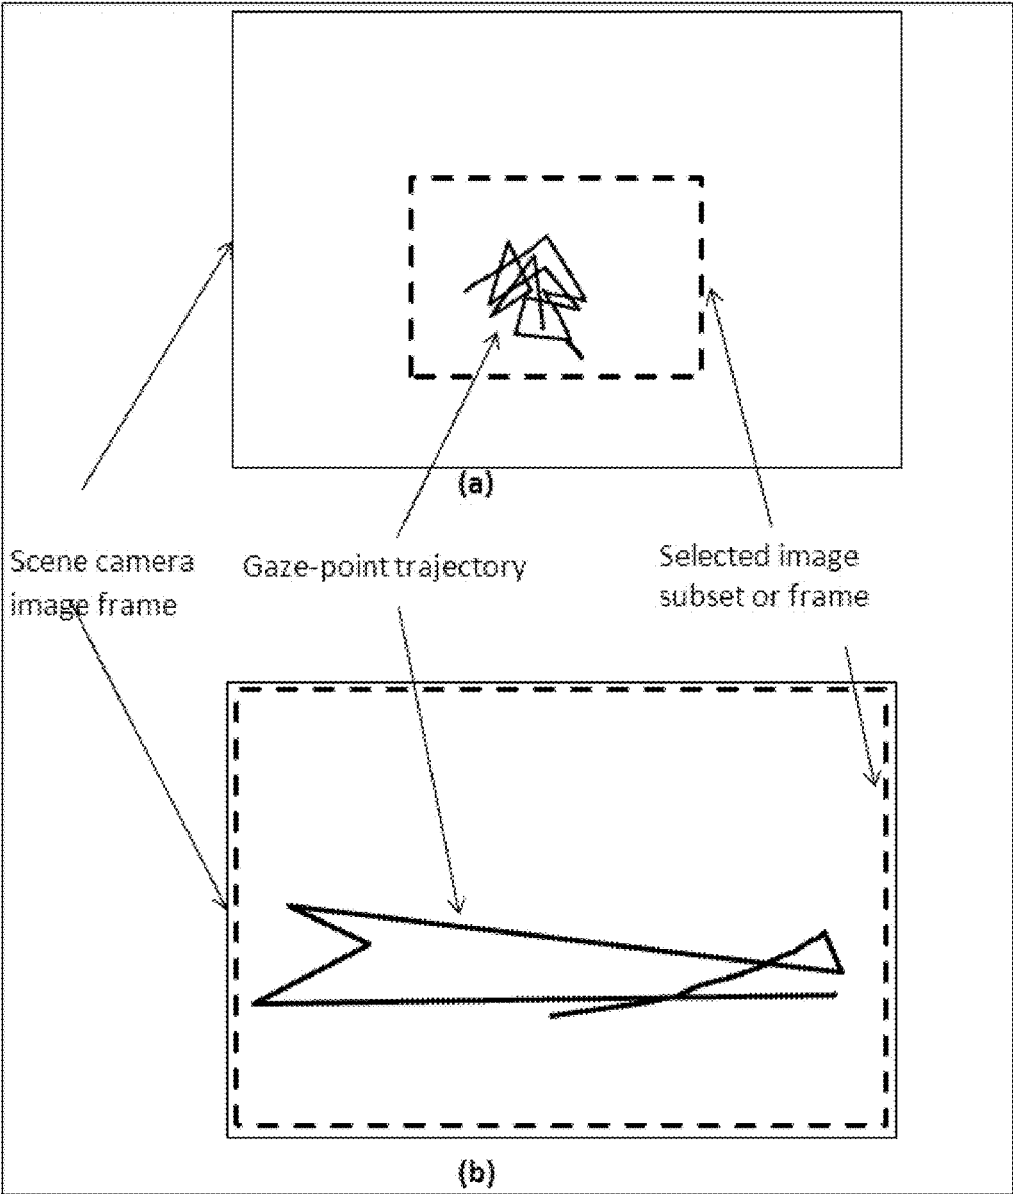 (a)
Scene camera
image frame
Gaze-point trajectory
Selected image
subset or frame
(b)